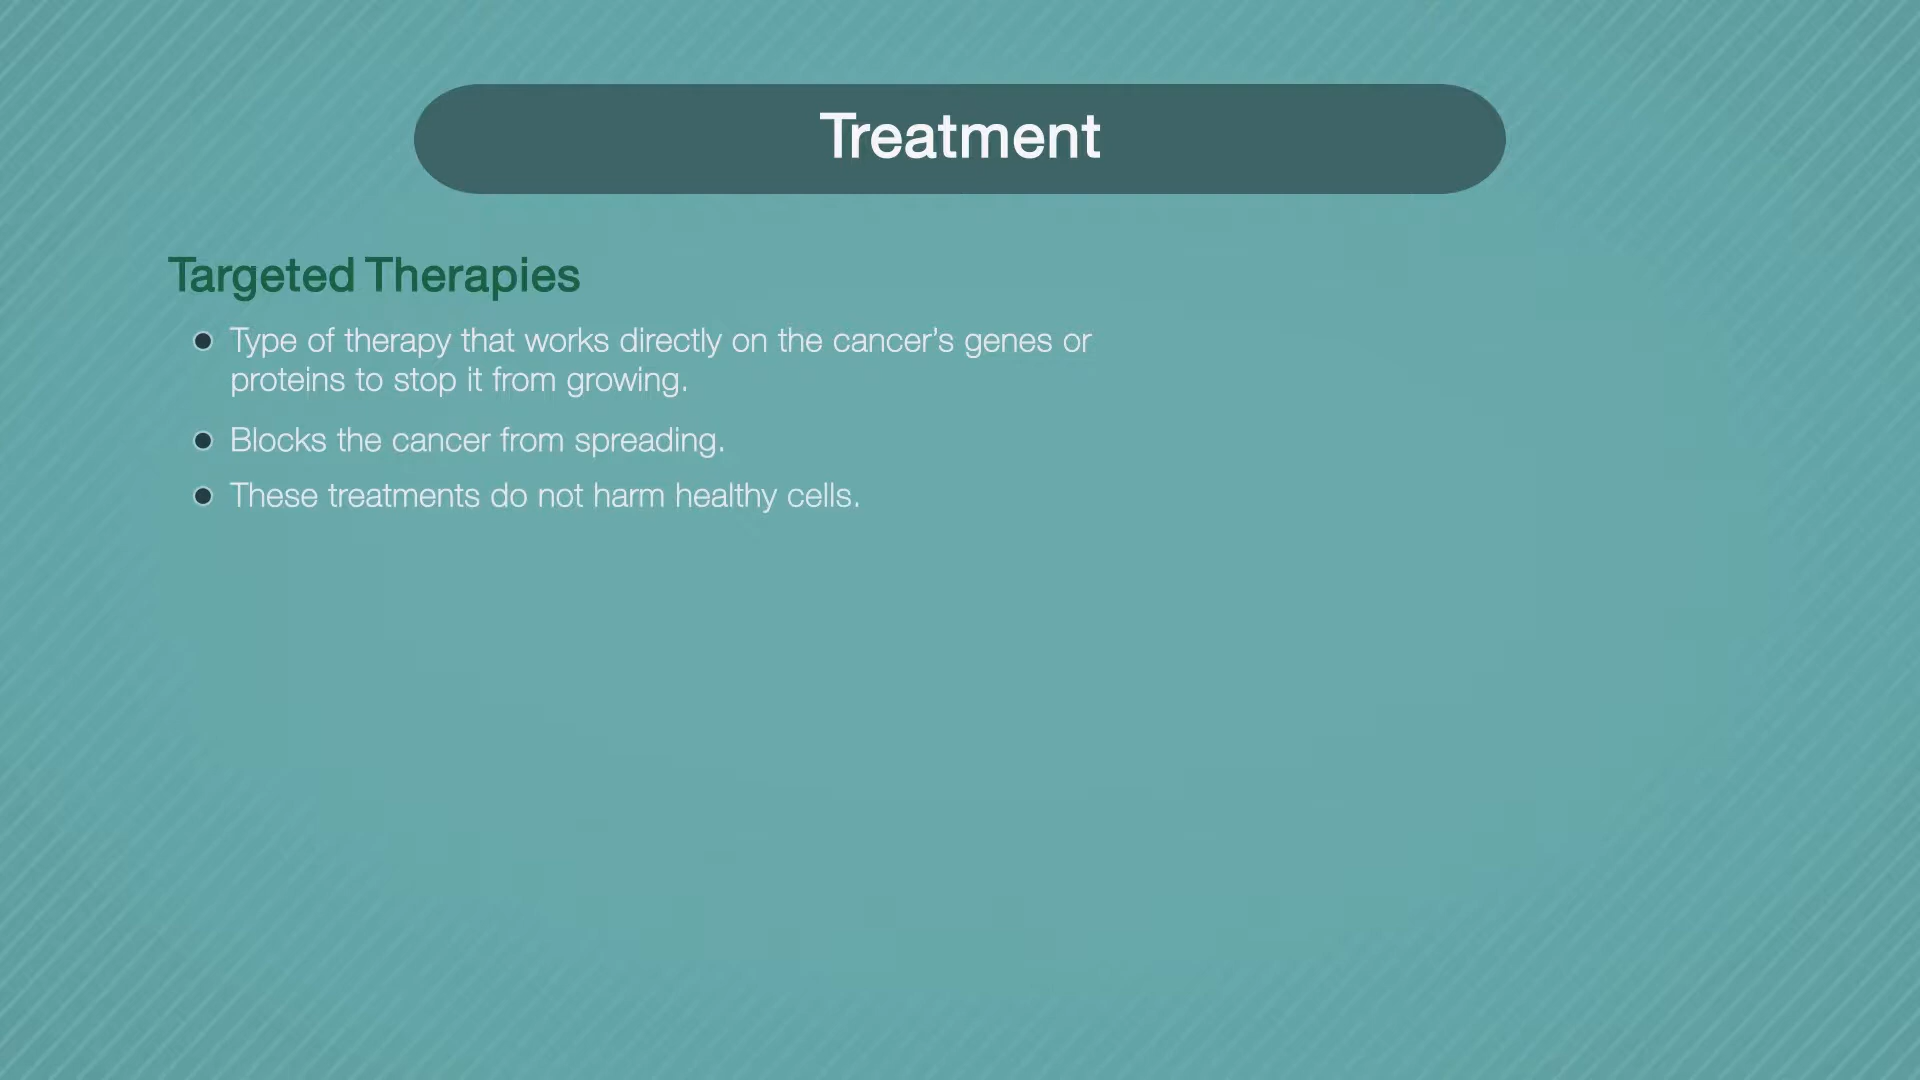 Treatment
Targeted Therapies
Type of therapy that works directly on the cancer’s genes or
proteins to stop it from growing.
Blocks the cancer from spreading.
These treatments do not harm healthy cells.